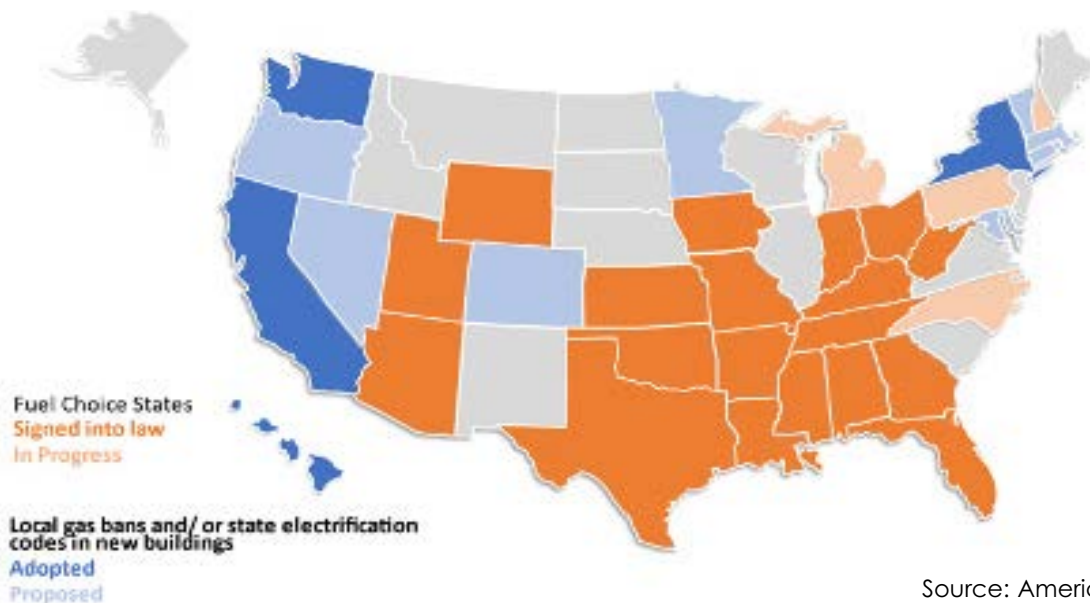 Fuel Choice States
Signed into law
In Progress
Local gas bans and/ or state electrification
codes in new buildings
Adopted
Proposed
Source: Americ